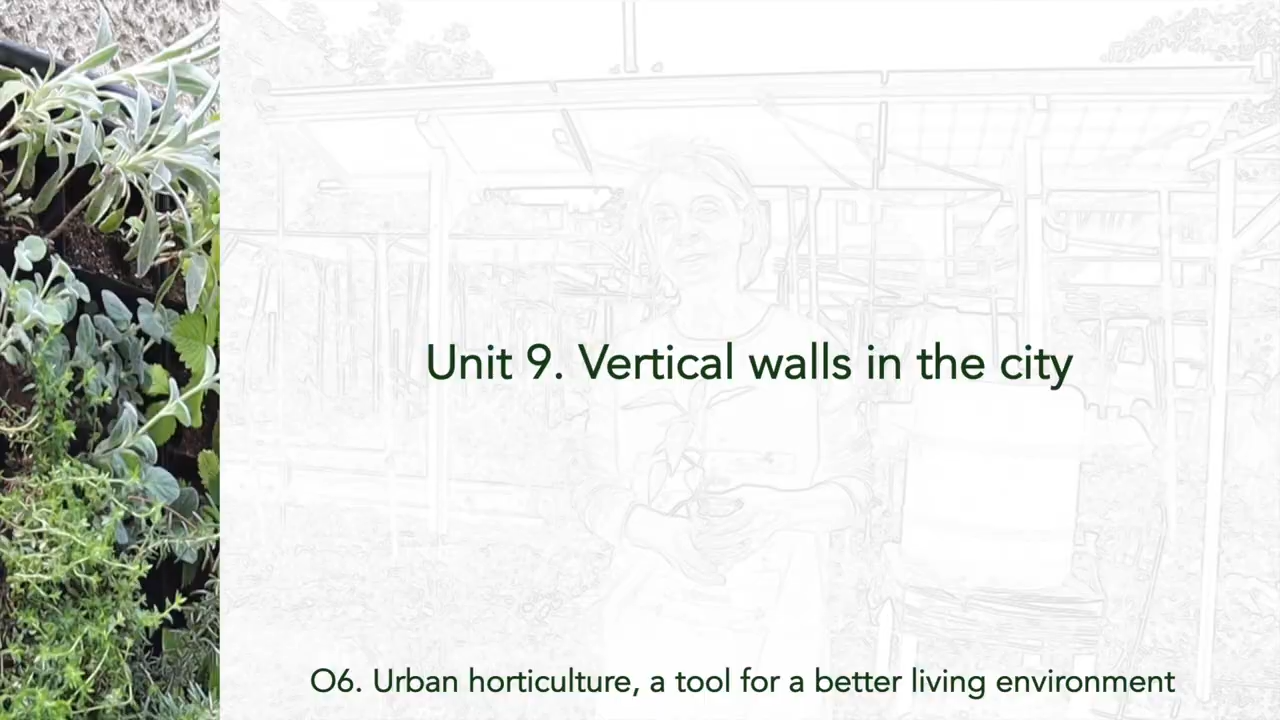 Unit 9. Vertical walls in the city
O6. Urban horticulture, a tool for a better living environment